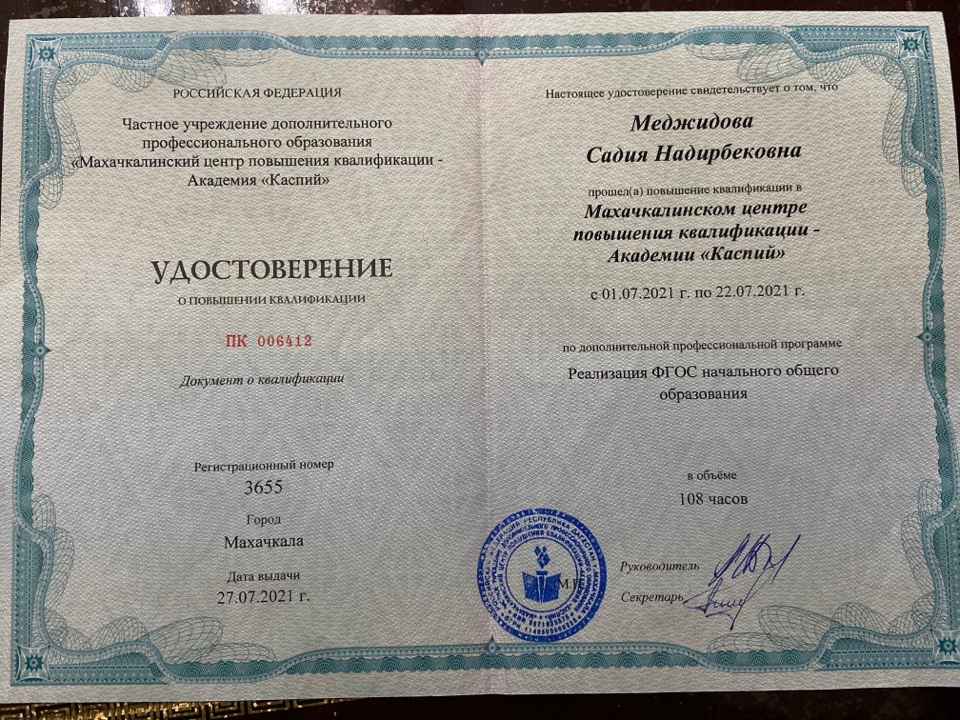 РОССИЙСКАЯ ФЕДЕРАЦИЯ
Частное учреждение дополнительного
профессионального образования
«Махачкалинский центр повышения квалификации -
Академия «Каспий»
УДОСТОВЕРЕНИЕ
О ПОВЫШЕНИИ КВАЛИФИКАЦИИ
ПК 006412
Документ о квалификации
Регистрационный номер
3655
Город
Махачкала
Дата выдачи
27.07.2021 г.
Настоящее удостоверение свидетельствует о том, что
Меджидова
Садия Надирбековна
прошел(а) повышение квалификации в
Махачкалинском центре
повышения квалификации -
Академии «Каспий»
с 01.07.2021 г. по 22.07.2021 г.
по дополнительной профессиональной программе
Реализация ФГОС начального общего
образования
в объёме
108 часов
Руководитель
Секретарь
М.П.